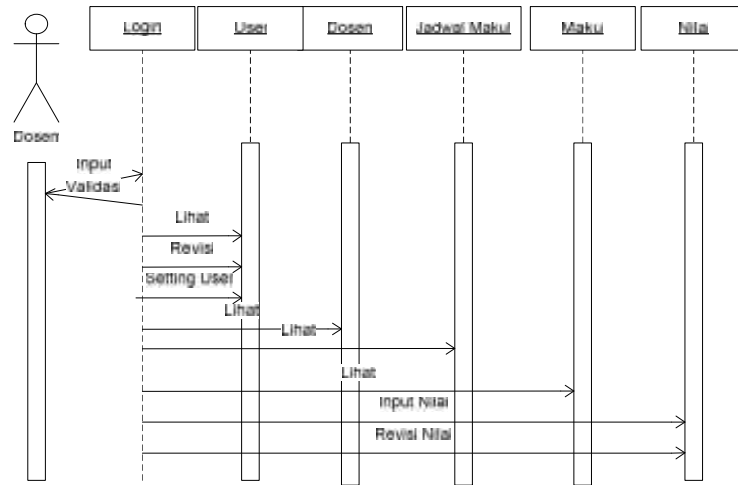 Login
User
Dosen
Jadwal Makul
Makul
Nilai
Dosen
Input
Validasi
Lihat
Revisi
Setting User
Lihat
Lihat
Lihat
Input Nilai
Revisi Nilai